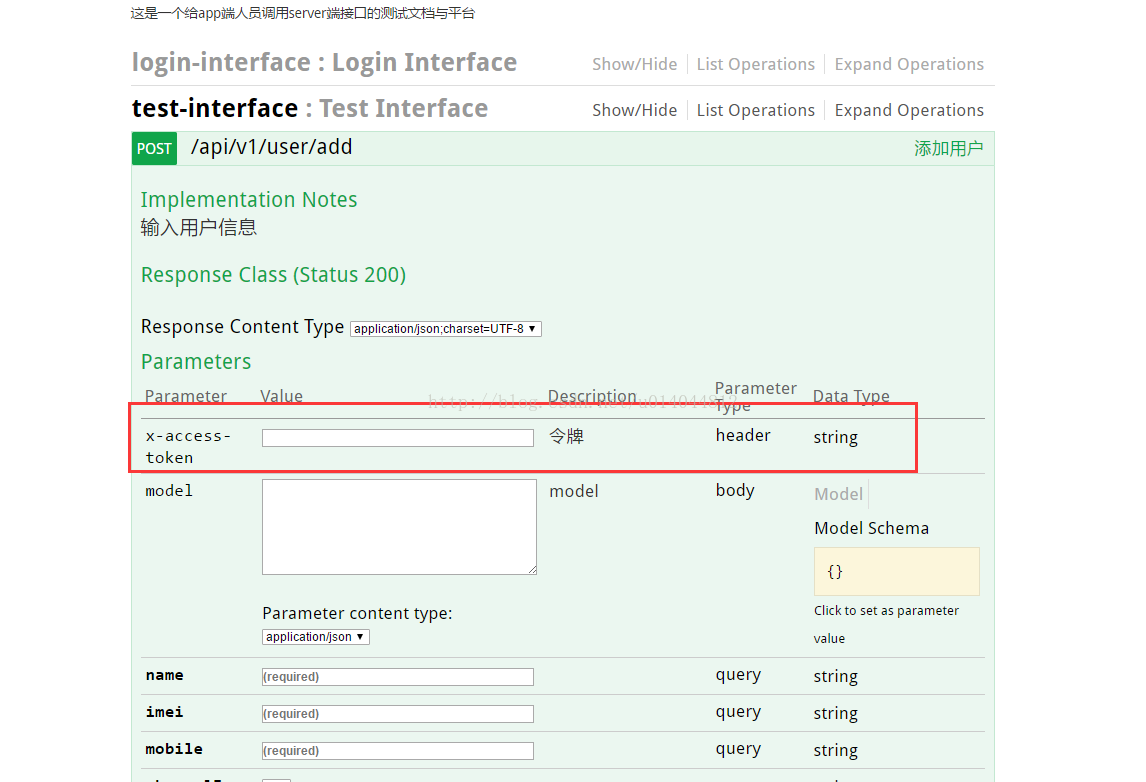 这是一个给app端人员调用server端接口的测试文档与平台
login-interface : Login Interface Show/Hide List Operations Expand Operations
test-interface : Test Interface Show/Hide List Operations Expand Operations
POST /api/v1/user/add 添加用户
Implementation Notes
输入用户信息
Response Class (Status 200)
Response Content Type application/json;charset=UTF-8
Parameters
Parameter Value Description Parameter Type Data Type
x-access-token 令牌 header string
model model body Model
Model Schema
{}
Click to set as parameter
value
Parameter content type:
application/json
name (required) query string
imei (required) query string
mobile (required) query string